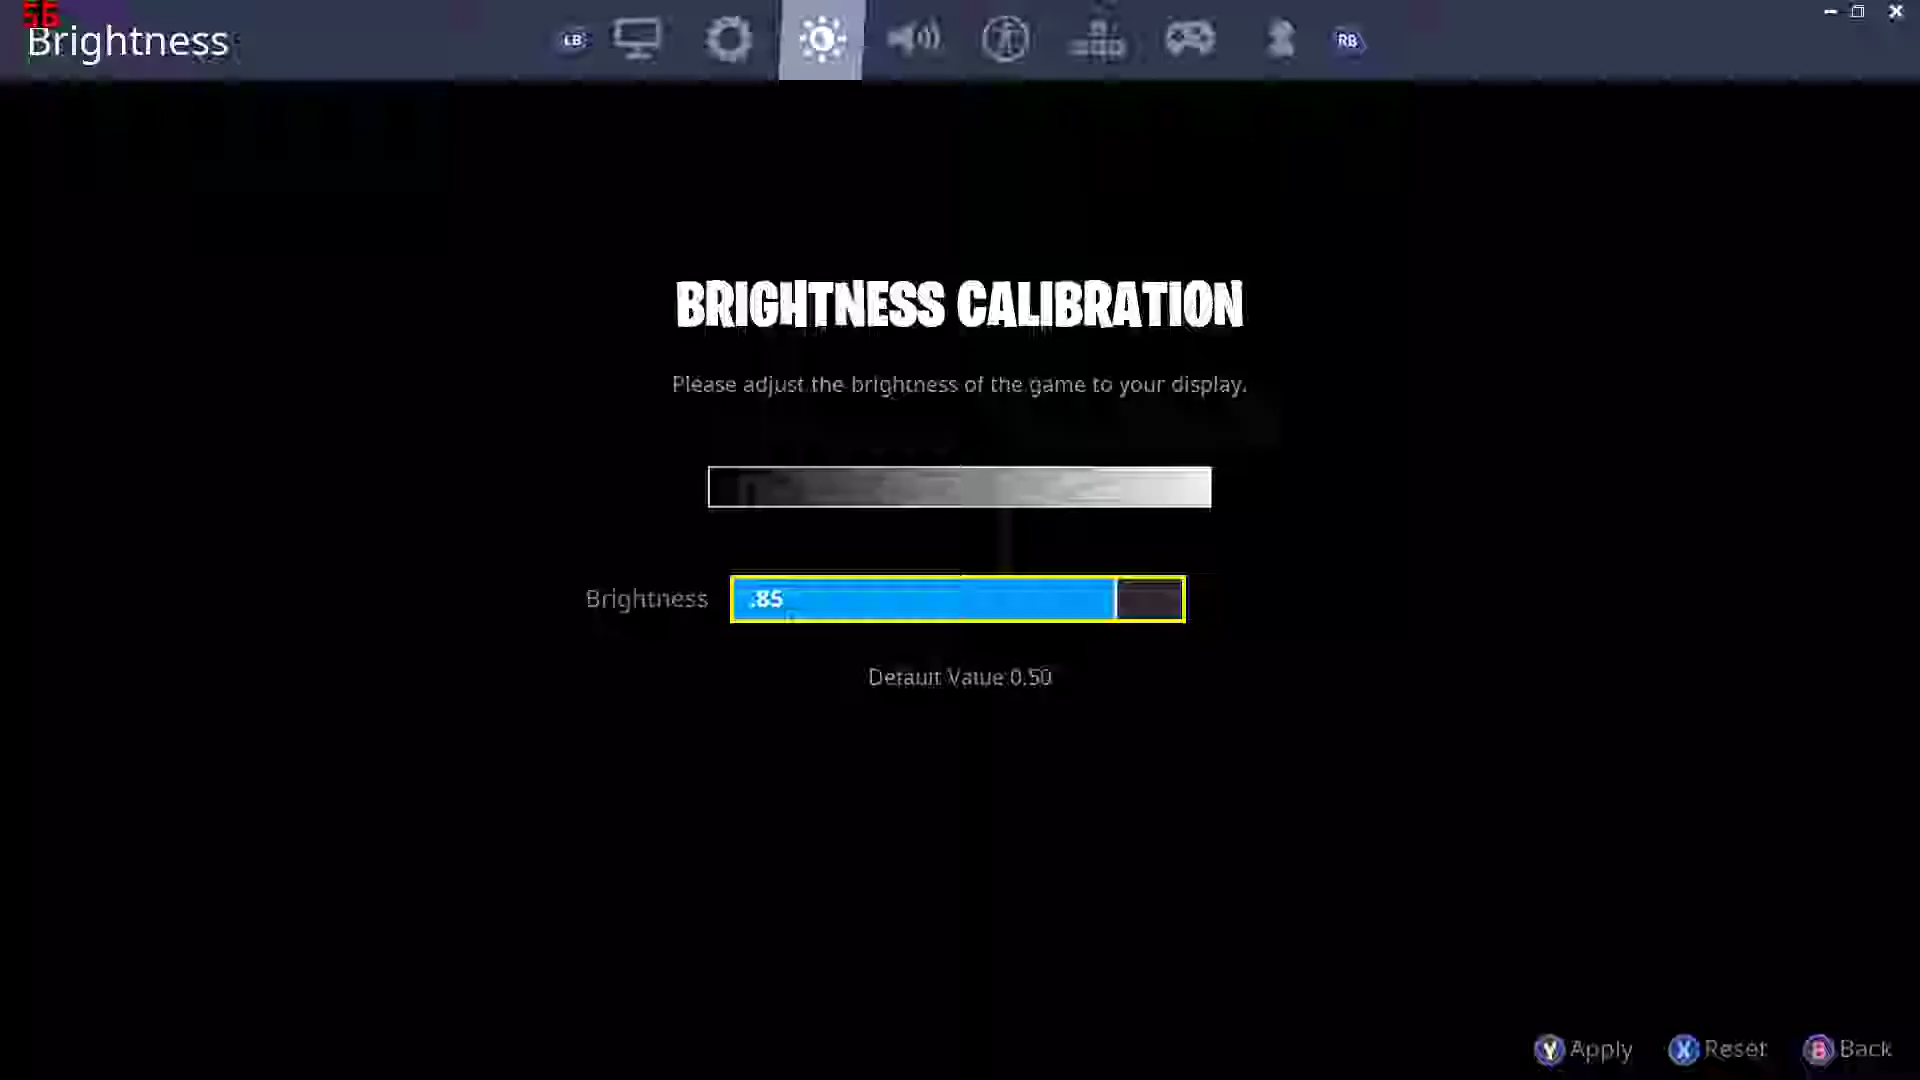 56
Brightness
LB
RB
BRIGHTNESS CALIBRATION
Please adjust the brightness of the game to your display.
Brightness
.85
Default Value 0.50
Y Apply
X Reset
B Back